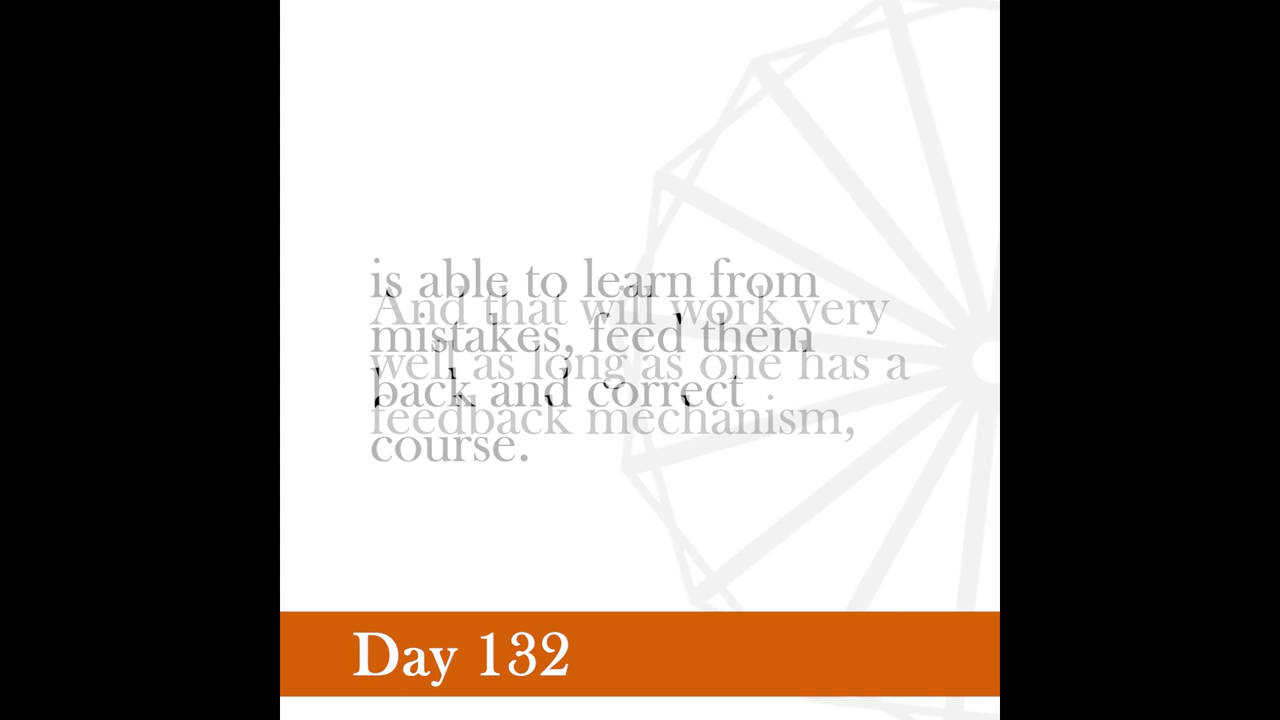 And that will work very
well as long as one has a
feedback mechanism,
is able to learn from
mistakes, feed them
back and correct
course.
Day 132